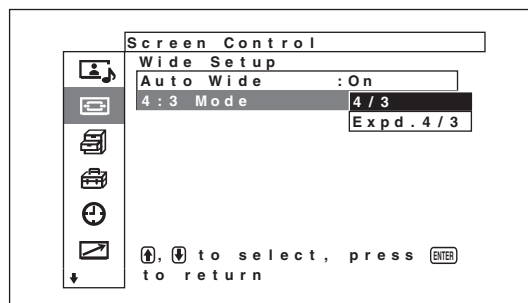 Screen Control
Wide Setup
Auto Wide :On
4:3 Mode 4/3
Expd.4/3
, to select, press ENTER
to return